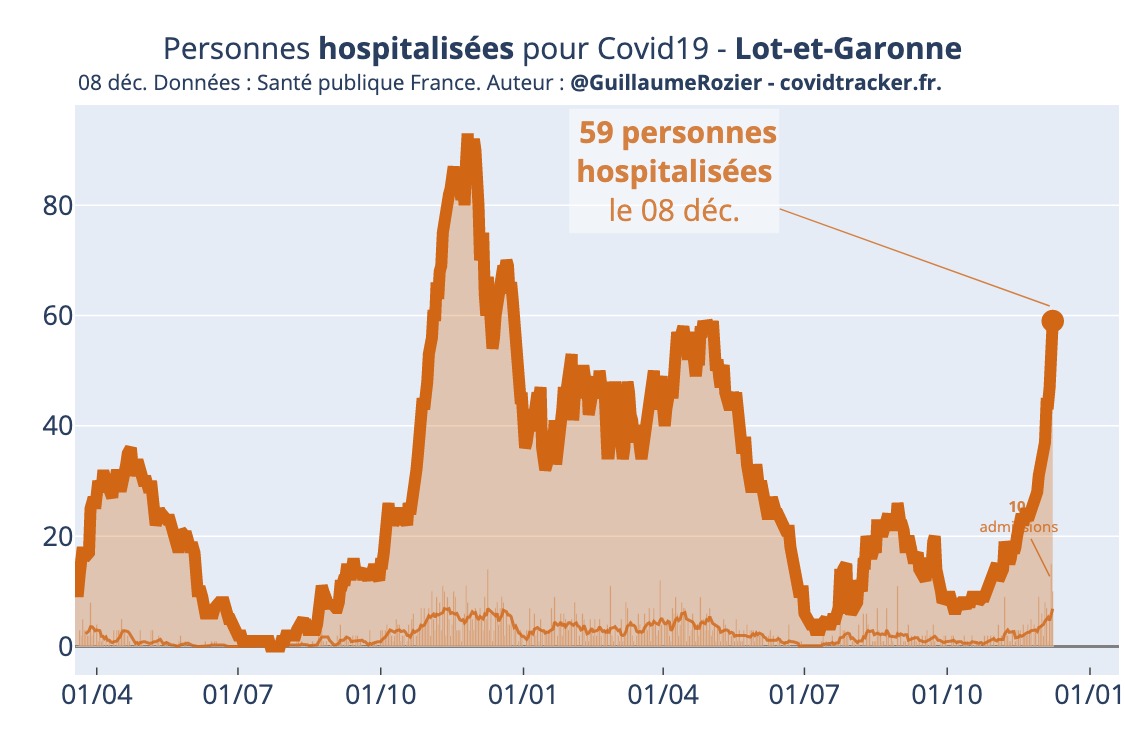 Personnes hospitalisées pour Covid19 - Lot-et-Garonne
08 déc. Données : Santé publique France. Auteur : @GuillaumeRozier - covidtracker.fr.
59 personnes
hospitalisées
le 08 déc.
80
60
40
20
0
10
admissions
01/04 01/07 01/10 01/01 01/04 01/07 01/10 01/01